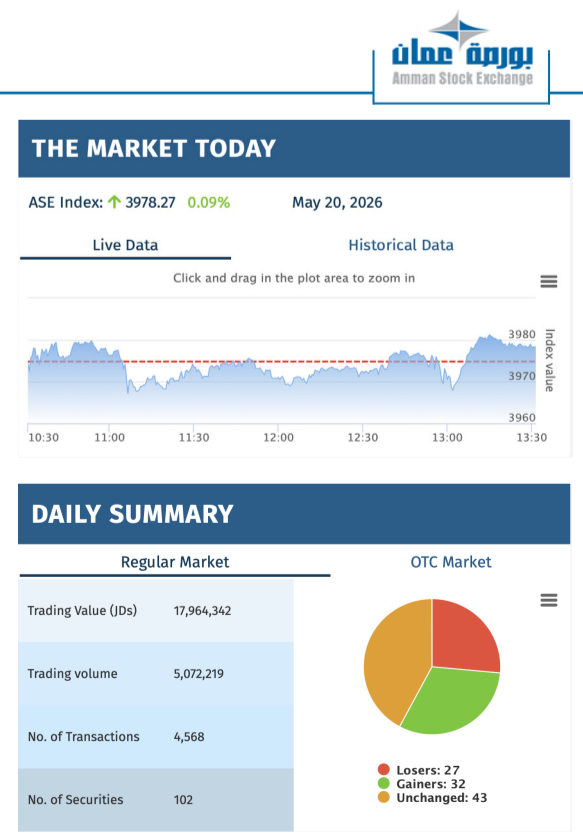 بورصة عمان
Amman Stock Exchange
THE MARKET TODAY
ASE Index: 3978.27 0.09% May 20, 2026
Live Data Historical Data
Click and drag in the plot area to zoom in
3980
3970
3960
Index value
10:30 11:00 11:30 12:00 12:30 13:00 13:30
DAILY SUMMARY
Regular Market OTC Market
Trading Value (JDs) 17,964,342
Trading volume 5,072,219
No. of Transactions 4,568
No. of Securities 102
Losers: 27
Gainers: 32
Unchanged: 43